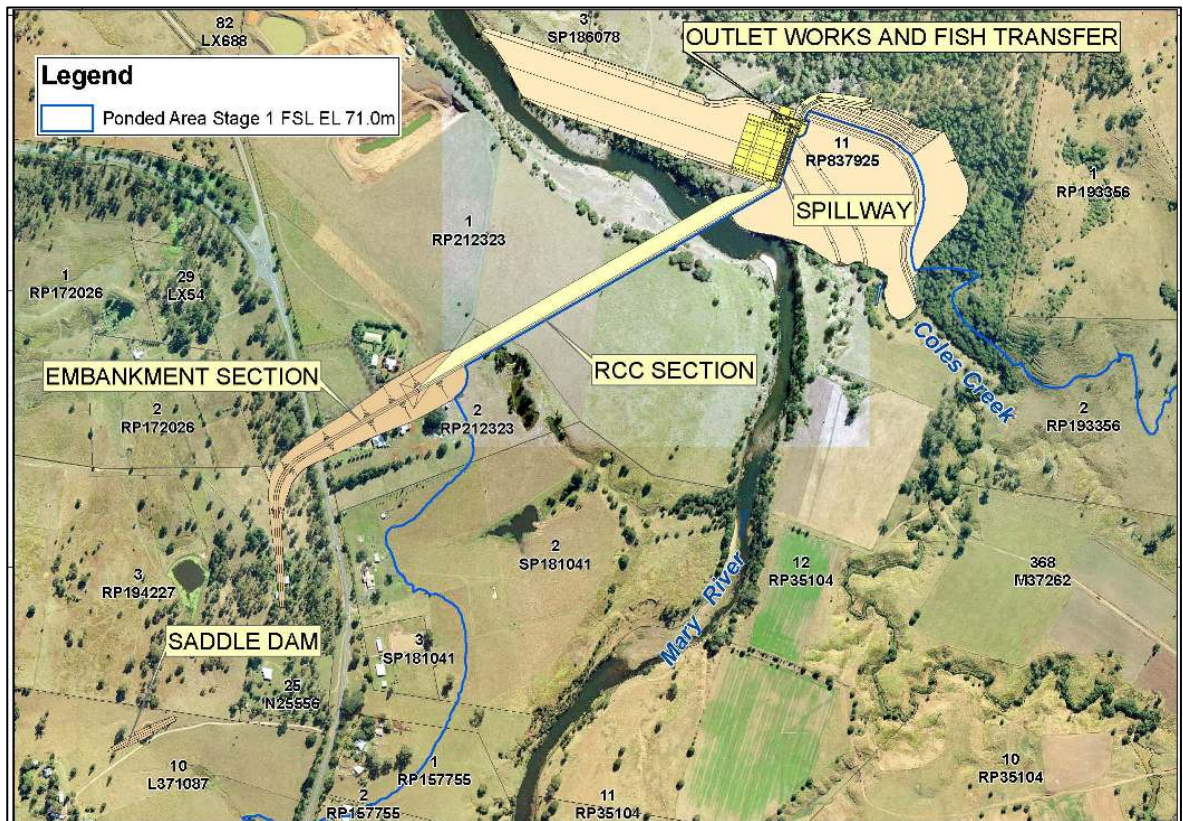 82
LX688
3
SP186078
OUTLET WORKS AND FISH TRANSFER
Legend
Ponded Area Stage 1 FSL EL 71.0m
11
RP837925
1
RP193356
SPILLWAY
1
RP212323
1
RP172026
29
LX54
EMBANKMENT SECTION
RCC SECTION
Coles Creek
2
RP172026
2
RP212323
2
RP193356
2
SP181041
3
RP194227
12
RP35104
368
M37262
Mary River
SADDLE DAM
3
SP181041
25
N25556
10
L371087
1
RP157755
2
RP157755
11
RP35104
10
RP35104